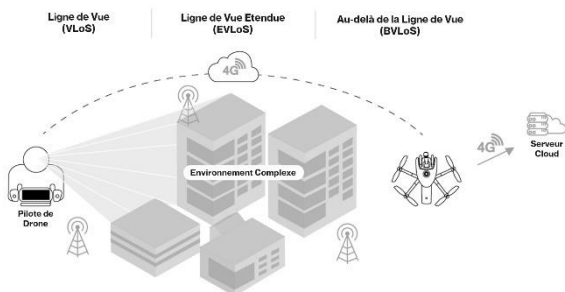 Ligne de Vue
(VLoS)
Ligne de Vue Etendue
(EVLoS)
Au-delà de la Ligne de Vue
(BVLoS)
4G
Environnement Complexe
4G
Serveur
Cloud
Pilote de
Drone